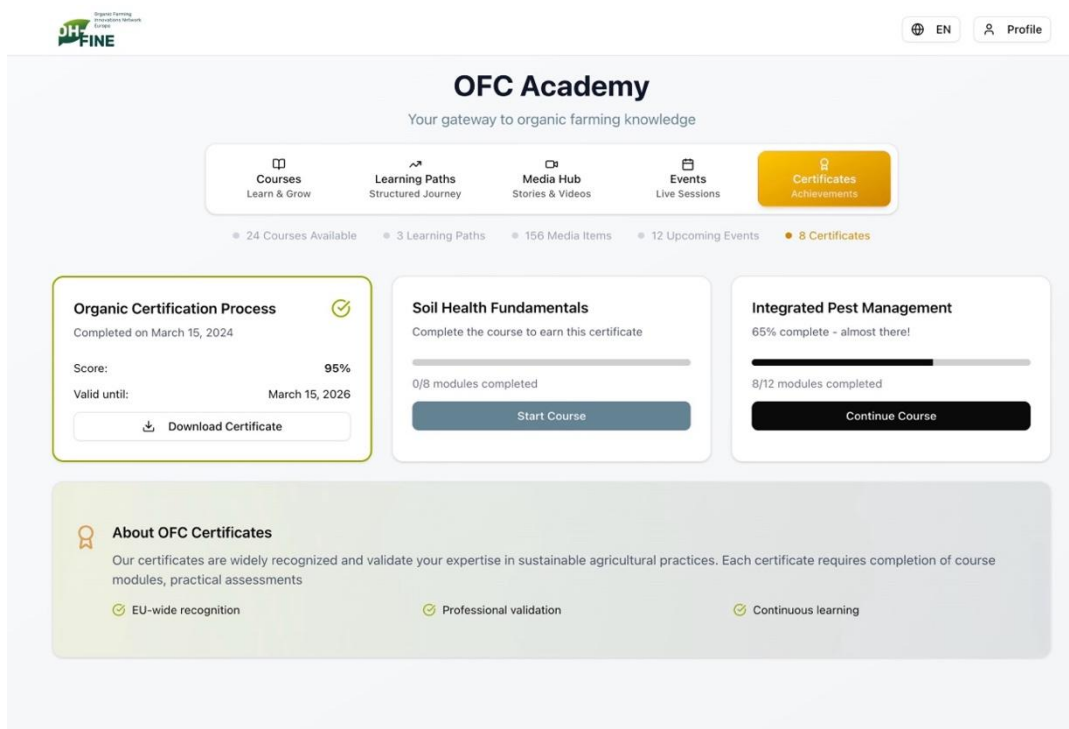 Organic Farming
Innovations Network
Europe
OH-
FINE
EN
Profile
OFC Academy
Your gateway to organic farming knowledge
Courses
Learn & Grow
Learning Paths
Structured Journey
Media Hub
Stories & Videos
Events
Live Sessions
Certificates
Achievements
24 Courses Available
3 Learning Paths
156 Media Items
12 Upcoming Events
8 Certificates
Organic Certification Process
Completed on March 15, 2024
Score: 95%
Valid until: March 15, 2026
Download Certificate
Soil Health Fundamentals
Complete the course to earn this certificate
0/8 modules completed
Start Course
Integrated Pest Management
65% complete - almost there!
8/12 modules completed
Continue Course
About OFC Certificates
Our certificates are widely recognized and validate your expertise in sustainable agricultural practices. Each certificate requires completion of course
modules, practical assessments
EU-wide recognition
Professional validation
Continuous learning